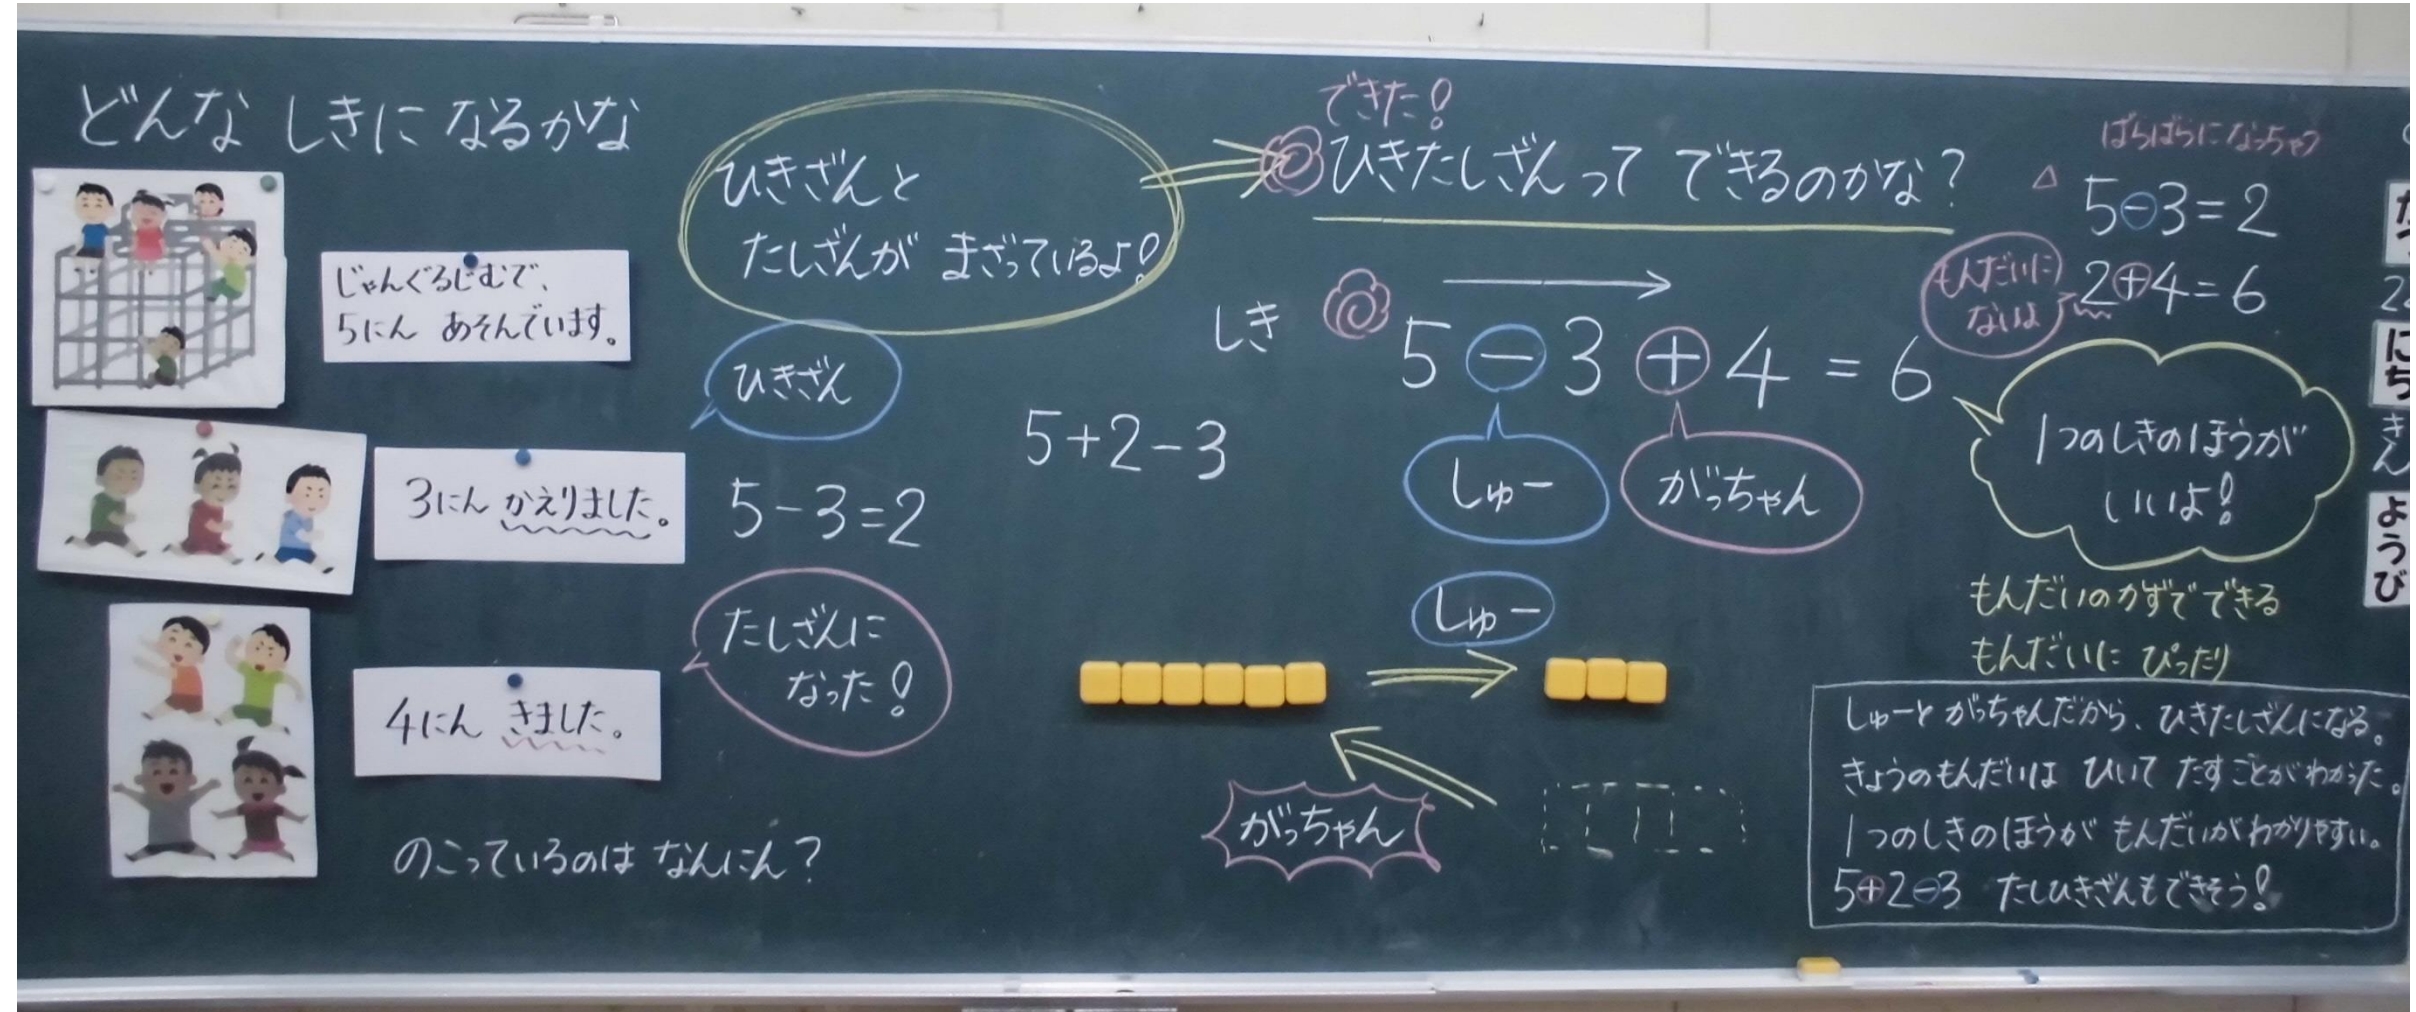 どんな しきに なるかな
じゃんぐるじむで、
5にん あそんでいます。
3にん かえりました。
4にん きました。
のこっているのは なんにん？
ひきざんと
たしざんが まざっているよ！
ひきざん
5-3=2
たしざんに
なった！
5+2-3
できた！
ひきたしざんって できるのかな？
しき
5-3+4=6
しゅー
がっちゃん
しゅー
がっちゃん
ばらばらになっちゃう
5-3=2
2+4=6
もんだいに
ないよ
1つのしきのほうが
いいよ！
もんだいのかずでできる
もんだいに ぴったり
しゅーと がっちゃんだから、ひきたしざんになる。
きょうのもんだいは ひいて たすことがわかった。
1つのしきのほうが もんだいがわかりやすい。
5+2-3 たしひきざんもできそう！
にち
きん
ようび